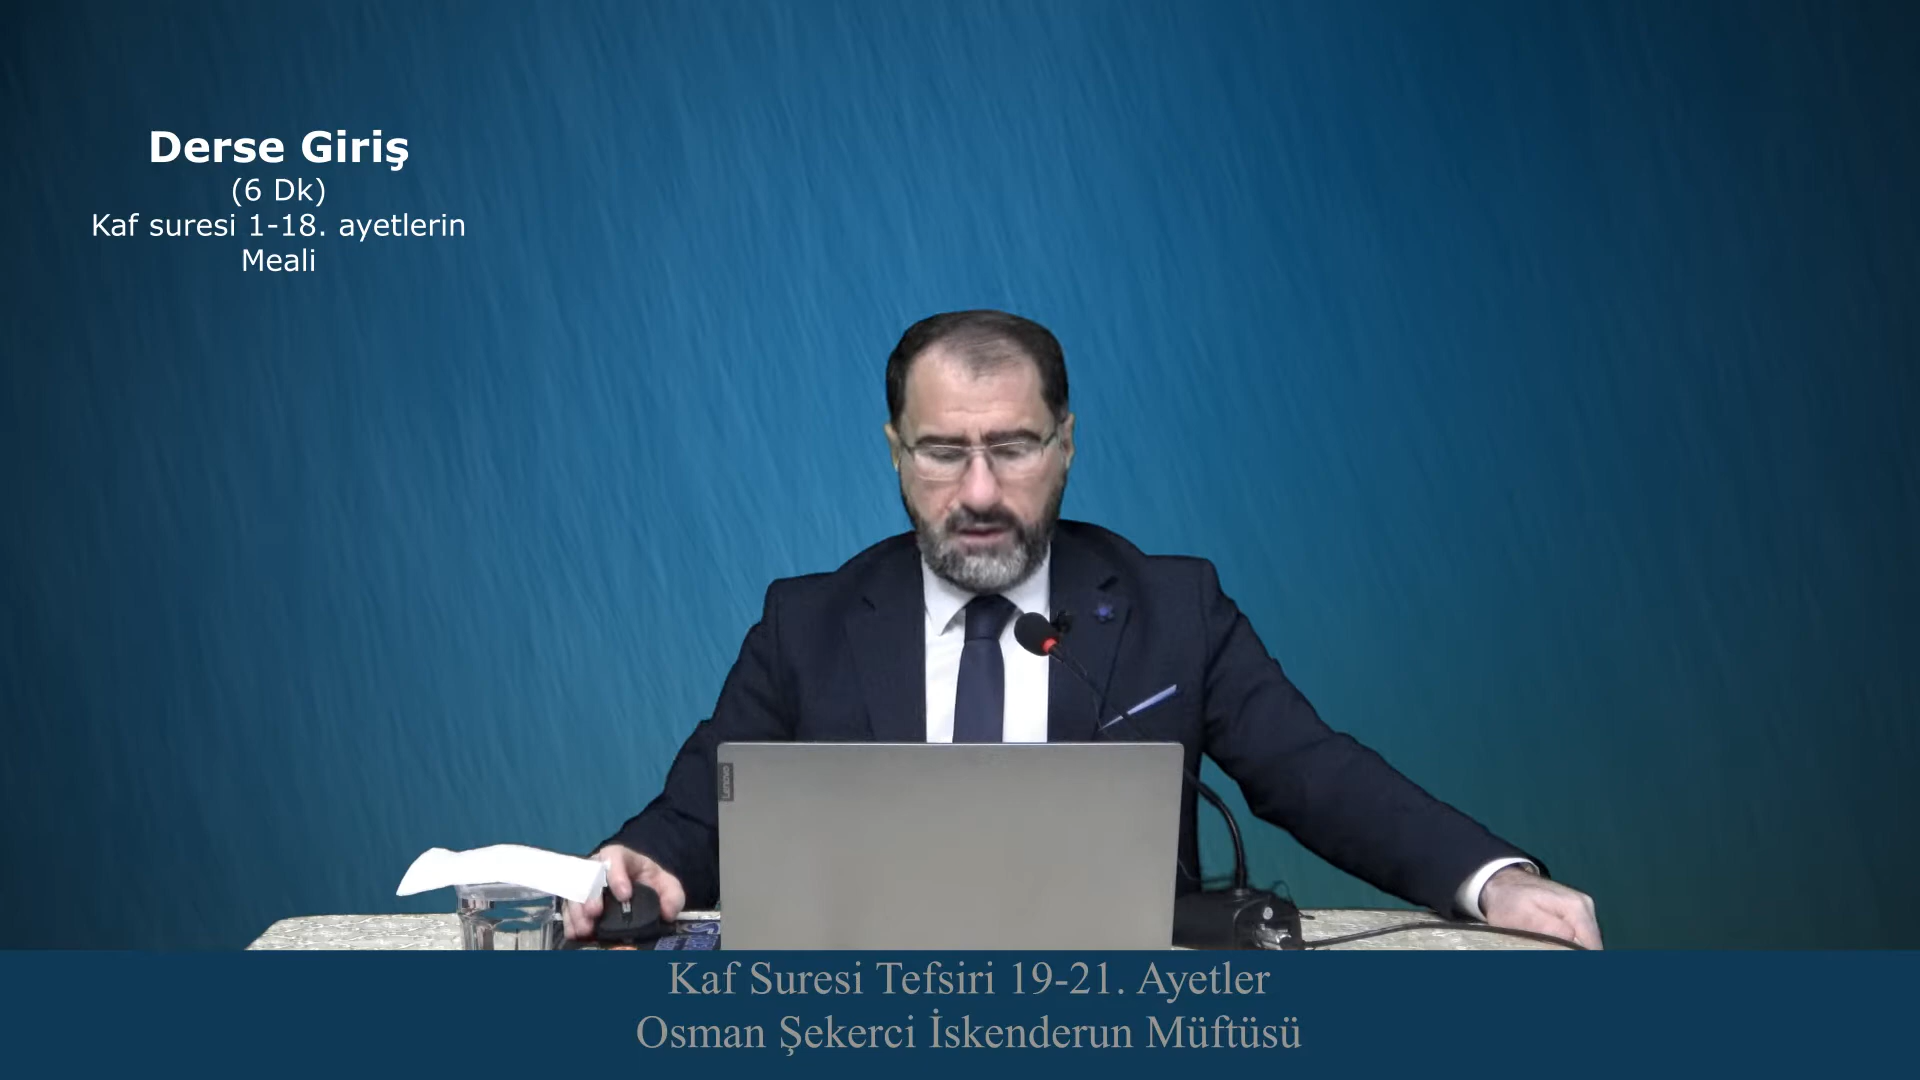 Derse Giriş
(6 Dk)
Kaf suresi 1-18. ayetlerin
Meali
Lenovo
Kaf Suresi Tefsiri 19-21. Ayetler
Osman Şekerci İskenderun Müftüsü